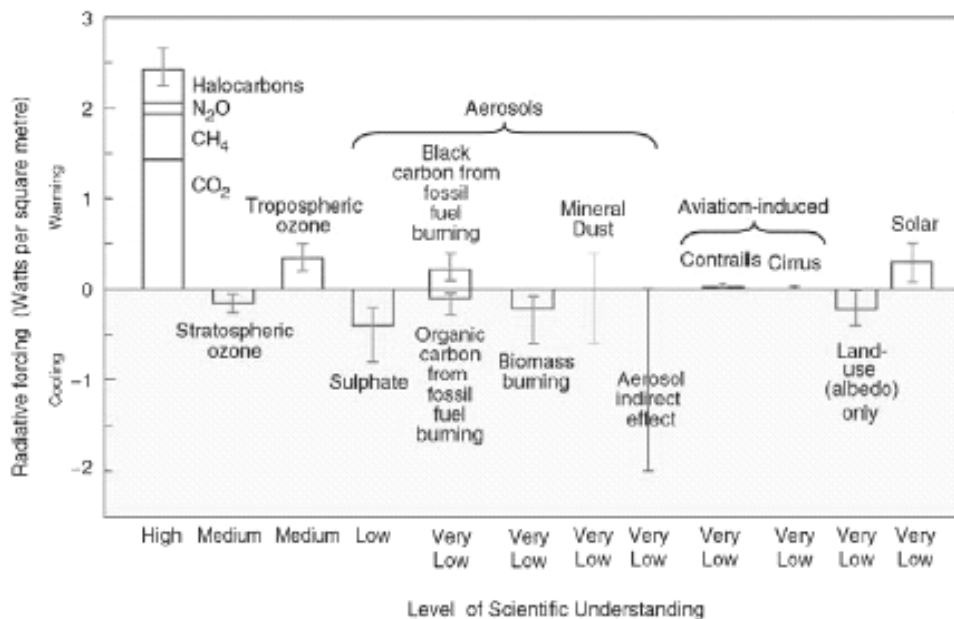 3
2
1
0
−1
−2
Radiative forcing (Watts per square metre)
Cooling
Warming
Halocarbons
N₂O
CH₄
CO₂
Stratospheric
ozone
Tropospheric
ozone
Aerosols
Sulphate
Black
carbon from
fossil
fuel
burning
Organic
carbon
from
fossil
fuel
burning
Biomass
burning
Mineral
Dust
Aerosol
indirect
effect
Aviation-induced
Contrails
Cirrus
Land-
use
(albedo)
only
Solar
High
Medium
Medium
Low
Very
Low
Very
Low
Very
Low
Very
Low
Very
Low
Very
Low
Very
Low
Very
Low
Level of Scientific Understanding